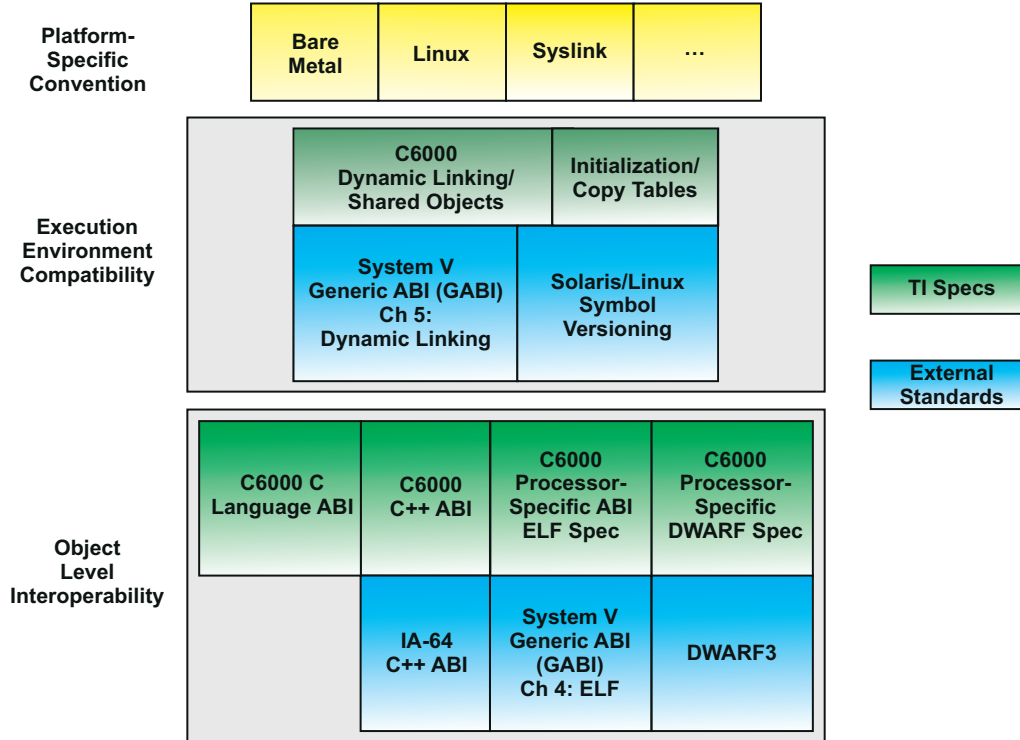 Platform-
Specific
Convention
Bare
Metal
Linux
Syslink
...
Execution
Environment
Compatibility
C6000
Dynamic Linking/
Shared Objects
Initialization/
Copy Tables
System V
Generic ABI (GABI)
Ch 5:
Dynamic Linking
Solaris/Linux
Symbol
Versioning
TI Specs
External
Standards
Object
Level
Interoperability
C6000 C
Language ABI
C6000
C++ ABI
C6000
Processor-
Specific ABI
ELF Spec
C6000
Processor-
Specific
DWARF Spec
IA-64
C++ ABI
System V
Generic ABI
(GABI)
Ch 4: ELF
DWARF3